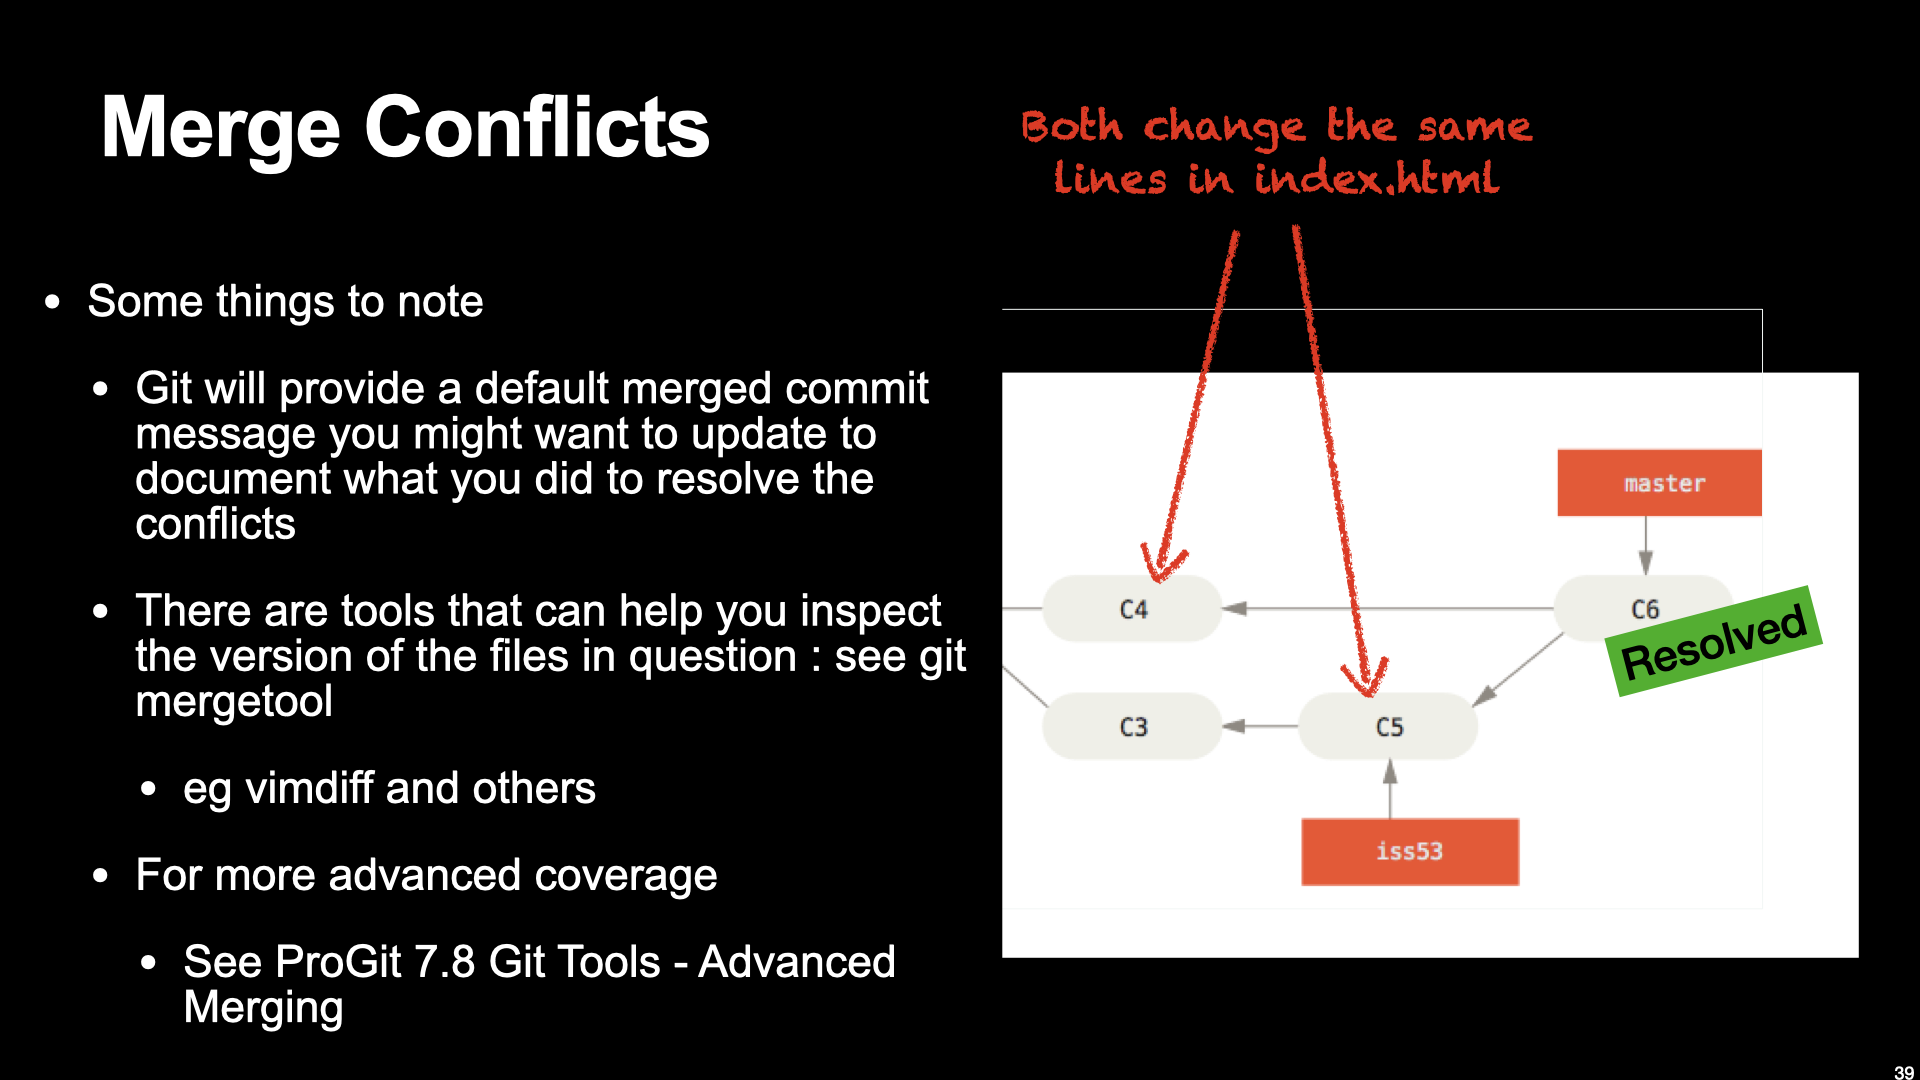 Merge Conflicts
Both change the same
lines in index.html
• Some things to note
• Git will provide a default merged commit
message you might want to update to
document what you did to resolve the
conflicts
• There are tools that can help you inspect
the version of the files in question : see git
mergetool
• eg vimdiff and others
• For more advanced coverage
• See ProGit 7.8 Git Tools - Advanced
Merging
master
C4
C6
Resolved
C3
C5
iss53
39